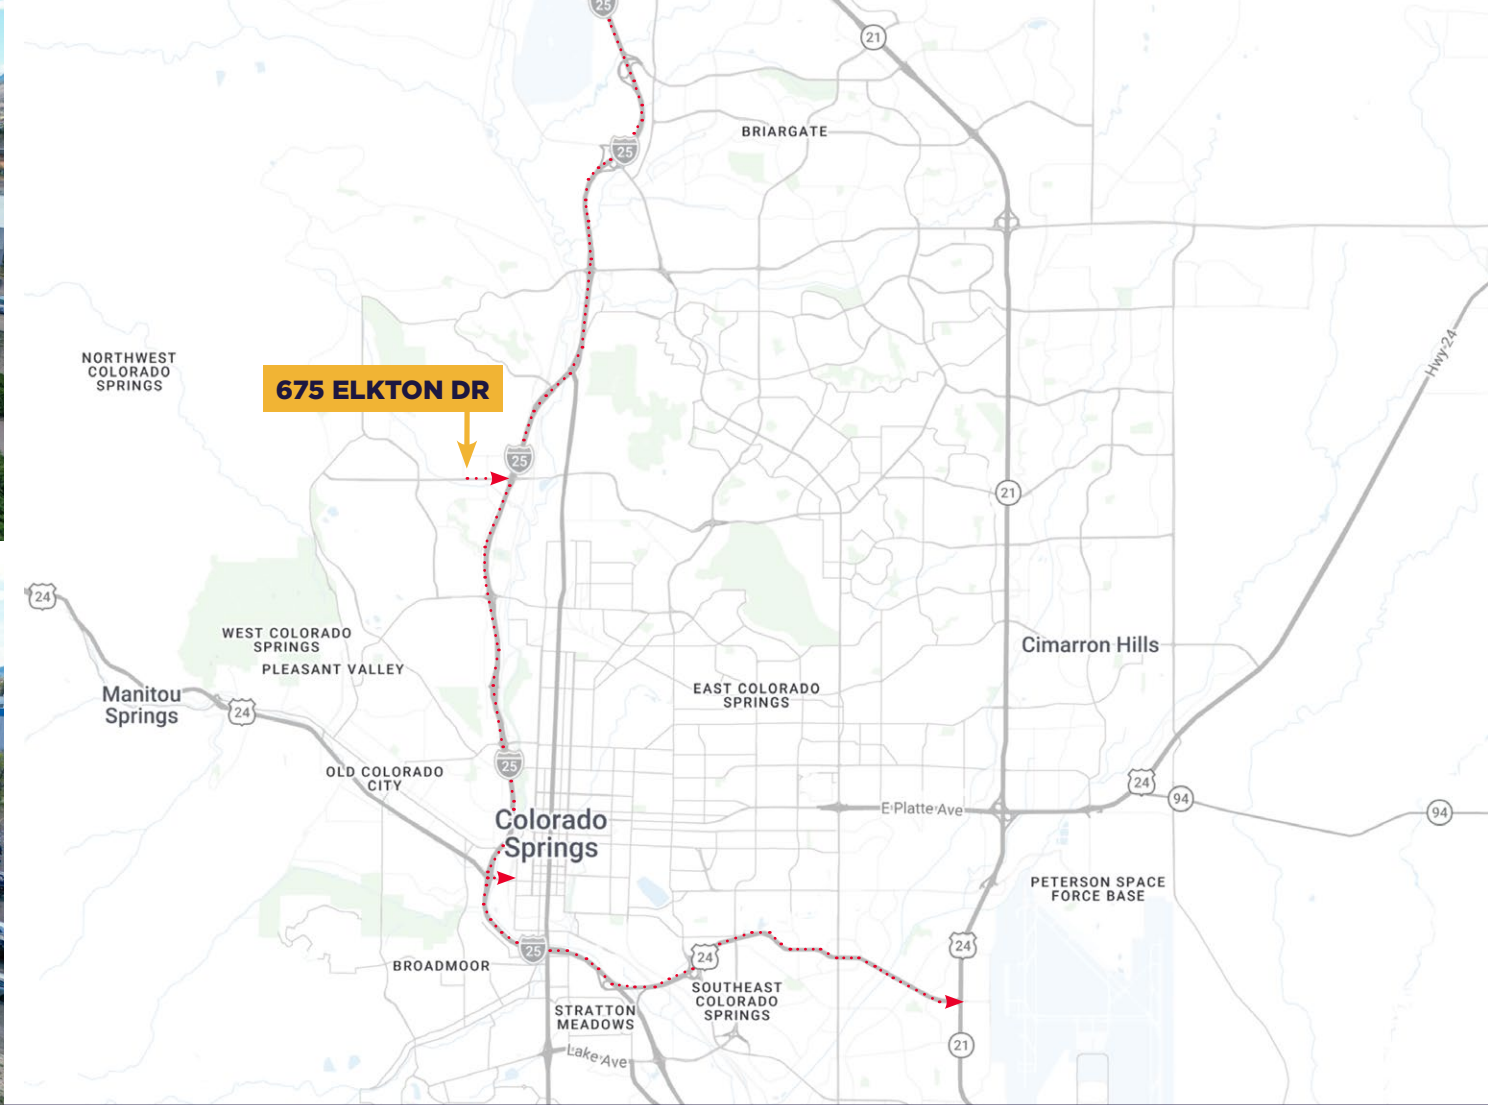 25
21
25
BRIARGATE
Hwy 24
NORTHWEST
COLORADO
SPRINGS
675 ELKTON DR
25
21
24
WEST COLORADO
SPRINGS
PLEASANT VALLEY
Cimarron Hills
Manitou
Springs
24
EAST COLORADO
SPRINGS
25
OLD COLORADO
CITY
24
94
E Platte Ave
94
Colorado
Springs
PETERSON SPACE
FORCE BASE
25
24
24
BROADMOOR
SOUTHEAST
COLORADO
SPRINGS
STRATTON
MEADOWS
21
Lake Ave